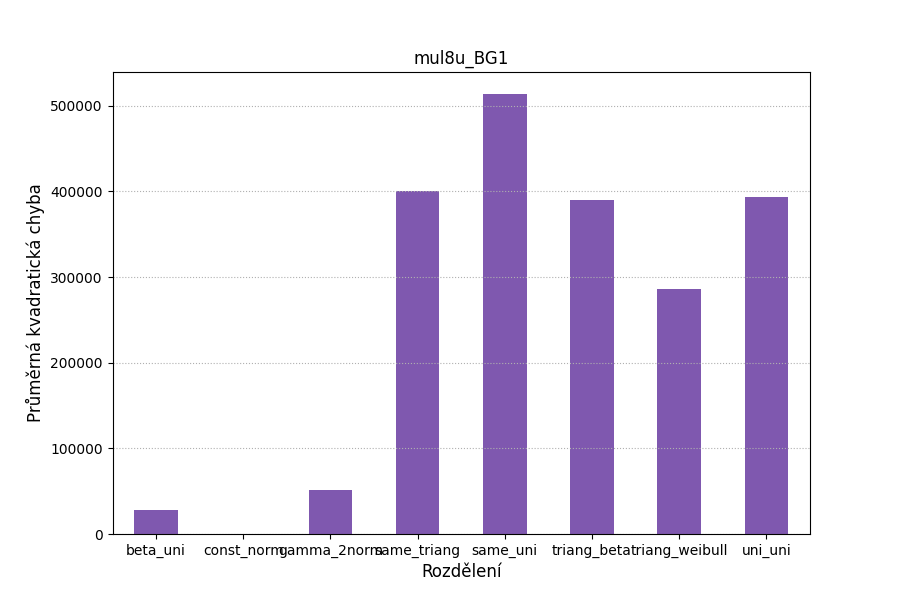 mul8u_BG1
Průměrná kvadratická chyba
500000
400000
300000
200000
100000
0
beta_uni const_norm gamma_2norm same_triang same_uni triang_beta triang_weibull uni_uni
Rozdělení